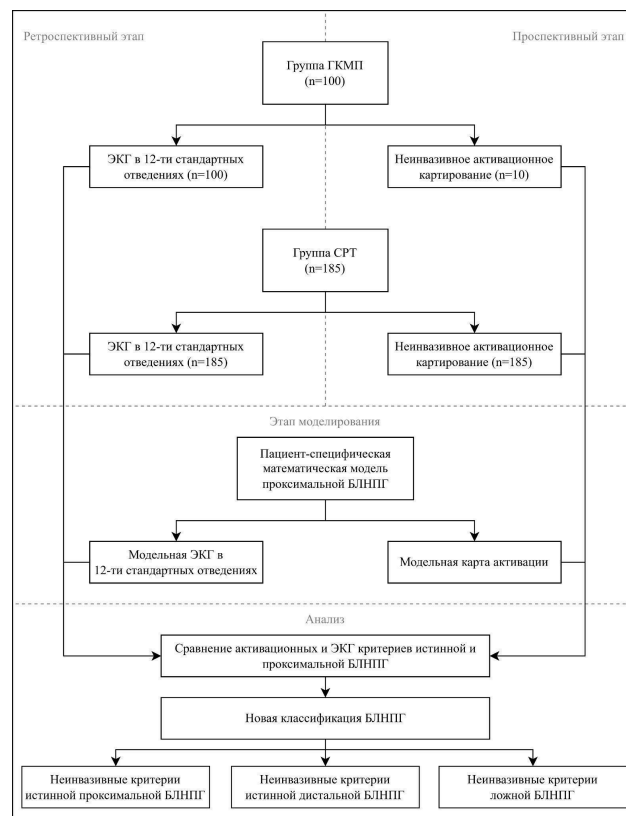 Ретроспективный этап
Проспективный этап
Группа ГКМП
(n=100)
ЭКГ в 12-ти стандартных
отведениях (n=100)
Неинвазивное активационное
картирование (n=10)
Группа СРТ
(n=185)
ЭКГ в 12-ти стандартных
отведениях (n=185)
Неинвазивное активационное
картирование (n=185)
Этап моделирования
Пациент-специфическая
математическая модель
проксимальной БЛНПГ
Модельная ЭКГ в
12-ти стандартных отведениях
Модельная карта активации
Анализ
Сравнение активационных и ЭКГ критериев истинной и
проксимальной БЛНПГ
Новая классификация БЛНПГ
Неинвазивные критерии
истинной проксимальной БЛНПГ
Неинвазивные критерии
истинной дистальной БЛНПГ
Неинвазивные критерии
ложной БЛНПГ